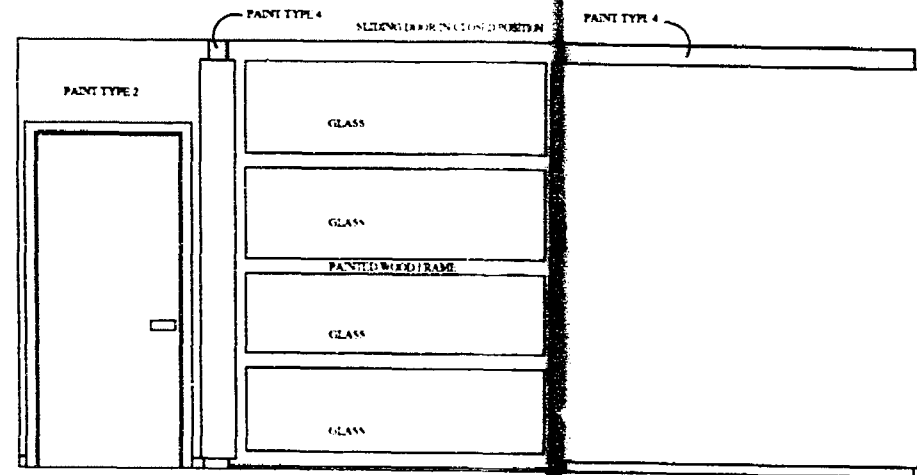 PAINT TYPE 4
PAINT TYPE 4
SLIDING DOOR IN CLOSED POSITION
PAINT TYPE 2
GLASS
GLASS
PAINTED WOOD FRAME
GLASS
GLASS